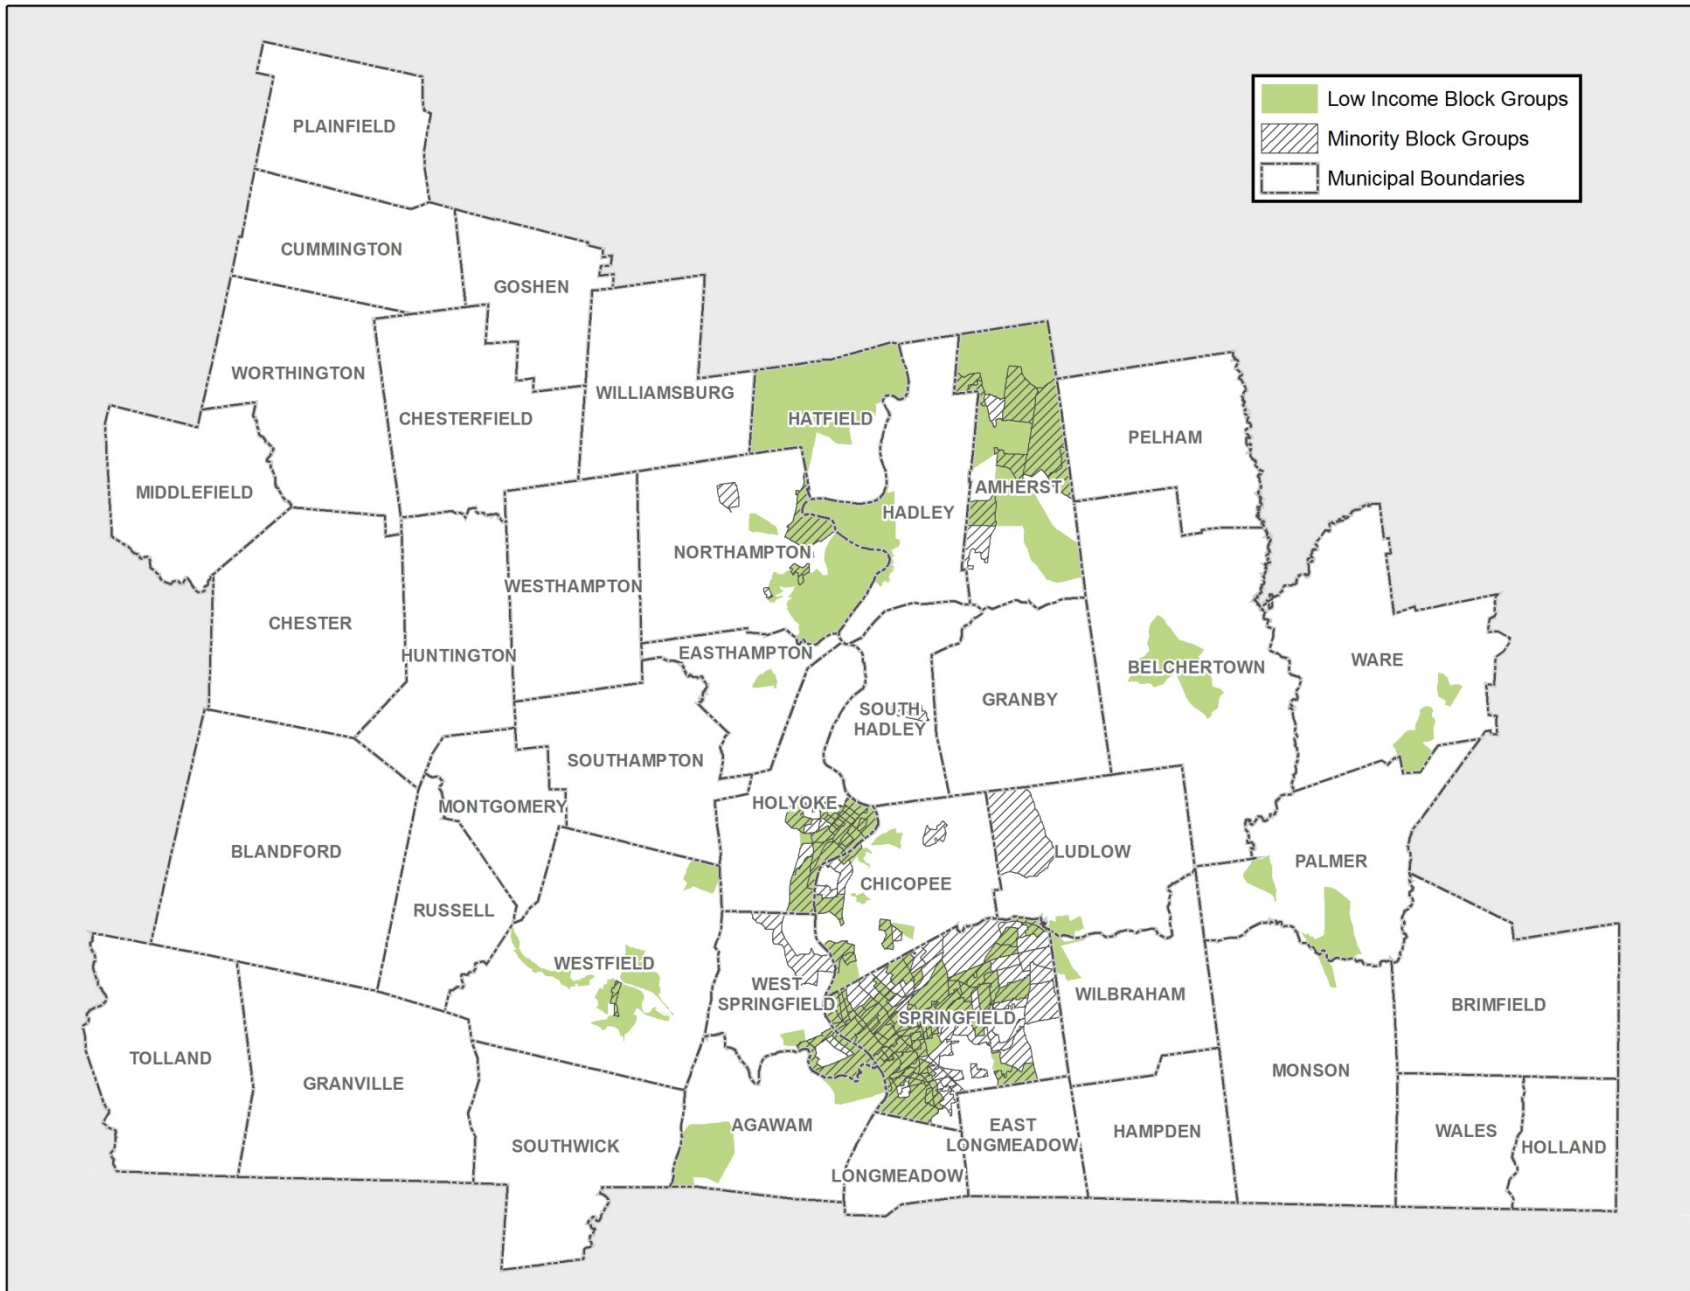 Low Income Block Groups
Minority Block Groups
Municipal Boundaries
PLAINFIELD
CUMMINGTON
GOSHEN
WORTHINGTON
CHESTERFIELD
WILLIAMSBURG
HATFIELD
PELHAM
MIDDLEFIELD
AMHERST
HADLEY
NORTHAMPTON
WESTHAMPTON
CHESTER
HUNTINGTON
EASTHAMPTON
BELCHERTOWN
WARE
GRANBY
SOUTH
HADLEY
SOUTHAMPTON
MONTGOMERY
HOLYOKE
BLANDFORD
LUDLOW
PALMER
CHICOPEE
RUSSELL
WESTFIELD
WEST
SPRINGFIELD
WILBRAHAM
BRIMFIELD
SPRINGFIELD
TOLLAND
GRANVILLE
MONSON
AGAWAM
EAST
LONGMEADOW
HAMPDEN
WALES
HOLLAND
SOUTHWICK
LONGMEADOW